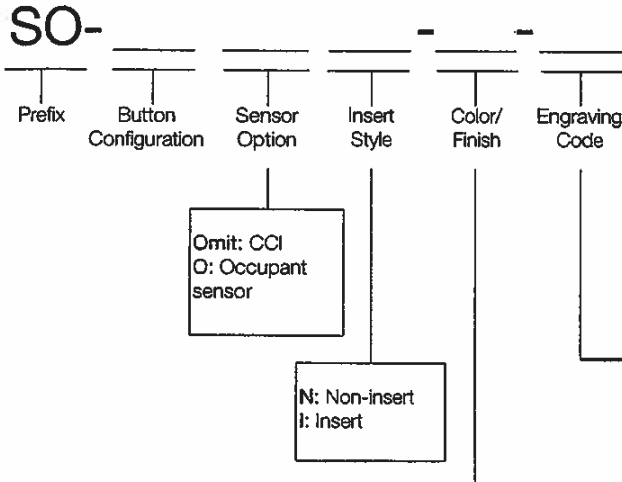 SO- - -
Prefix Button Configuration Sensor Option Insert Style Color/ Finish Engraving Code
Omit: CCI
O: Occupant
sensor
N: Non-insert
I: Insert